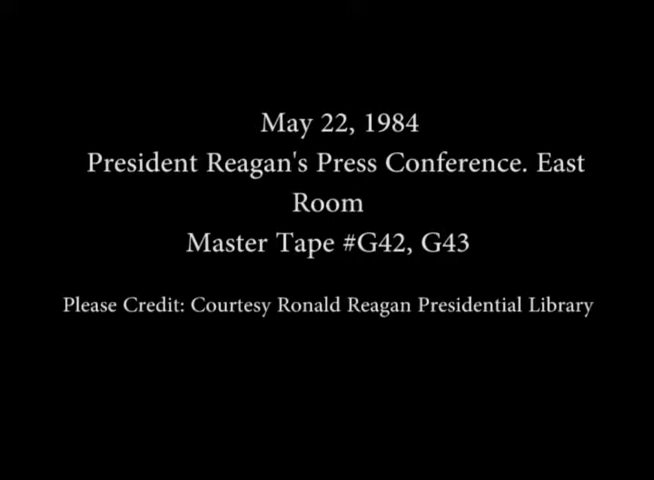 May 22, 1984
President Reagan's Press Conference. East
Room
Master Tape #G42, G43
Please Credit: Courtesy Ronald Reagan Presidential Library